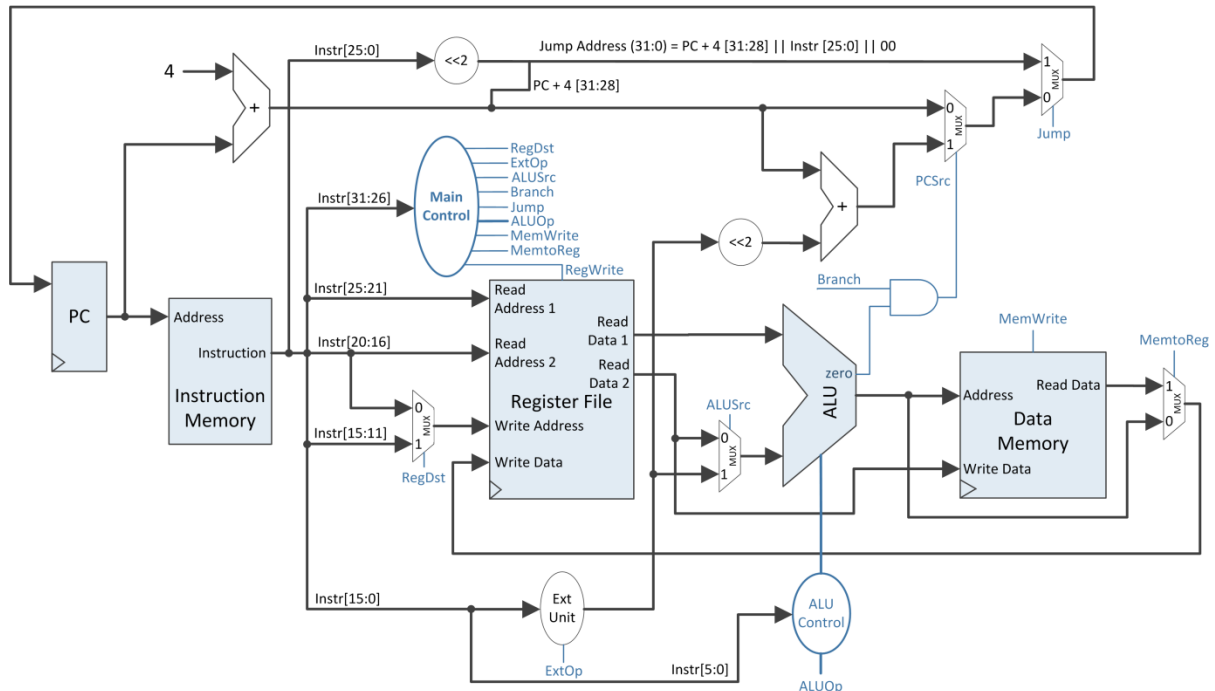 Instr[25:0]
<<2
Jump Address (31:0) = PC + 4 [31:28] || Instr [25:0] || 00
1
MUX
0
Jump
4
+
PC + 4 [31:28]
0
MUX
1
PCSrc
RegDst
ExtOp
ALUSrc
Branch
Jump
ALUOp
MemWrite
MemtoReg
Main
Control
Instr[31:26]
RegWrite
<<2
+
Branch
PC
Address
Instruction
Instruction
Memory
Instr[25:21]
Instr[20:16]
Instr[15:11]
0
MUX
1
RegDst
Read
Address 1
Read
Address 2
Read
Data 1
Read
Data 2
Register File
Write Address
Write Data
ALUSrc
0
MUX
1
zero
ALU
MemWrite
Address
Read Data
Data
Memory
Write Data
MemtoReg
1
MUX
0
Instr[15:0]
Ext
Unit
ExtOp
Instr[5:0]
ALU
Control
ALUOp